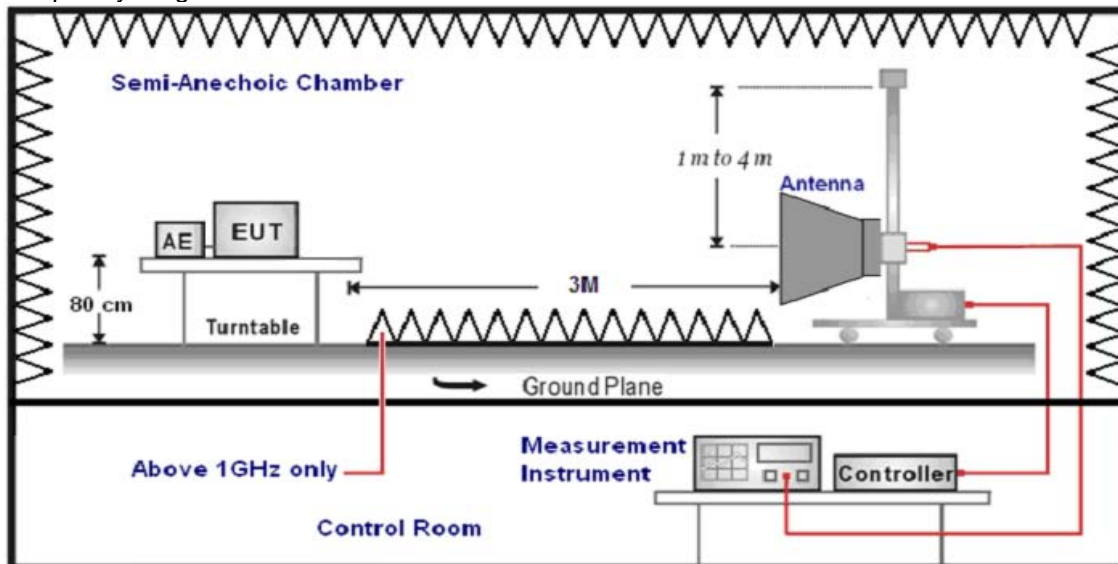 Semi-Anechoic Chamber
1 m to 4 m
Antenna
AE
EUT
3M
80 cm
Turntable
Ground Plane
Measurement
Instrument
Above 1GHz only
Controller
Control Room